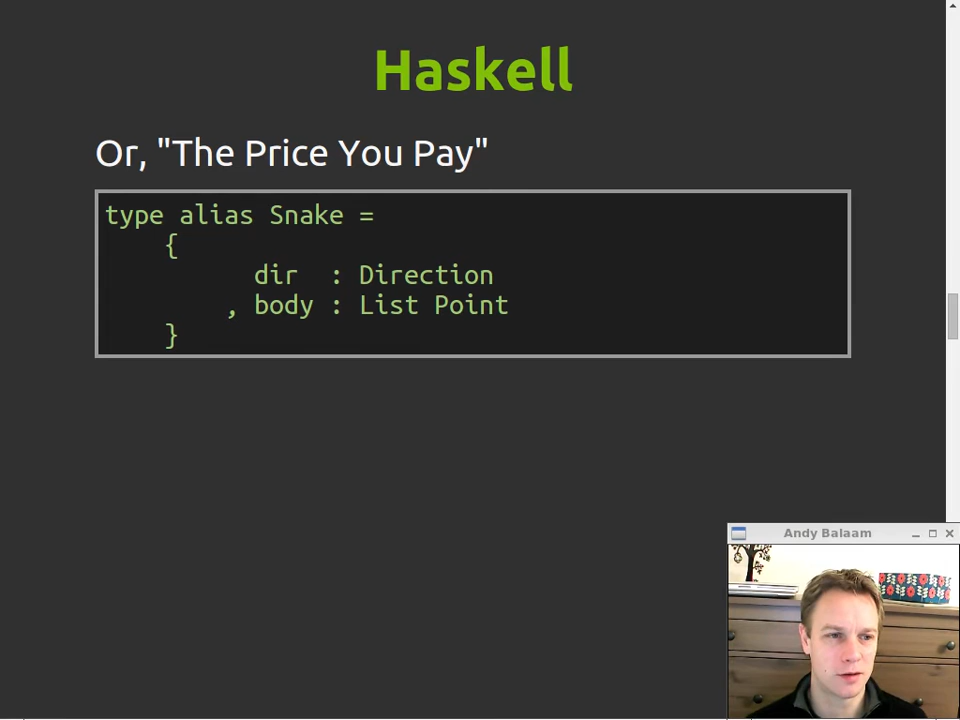 Haskell
Or, "The Price You Pay"
type alias Snake =
{
dir : Direction
, body : List Point
}
Andy Balaam